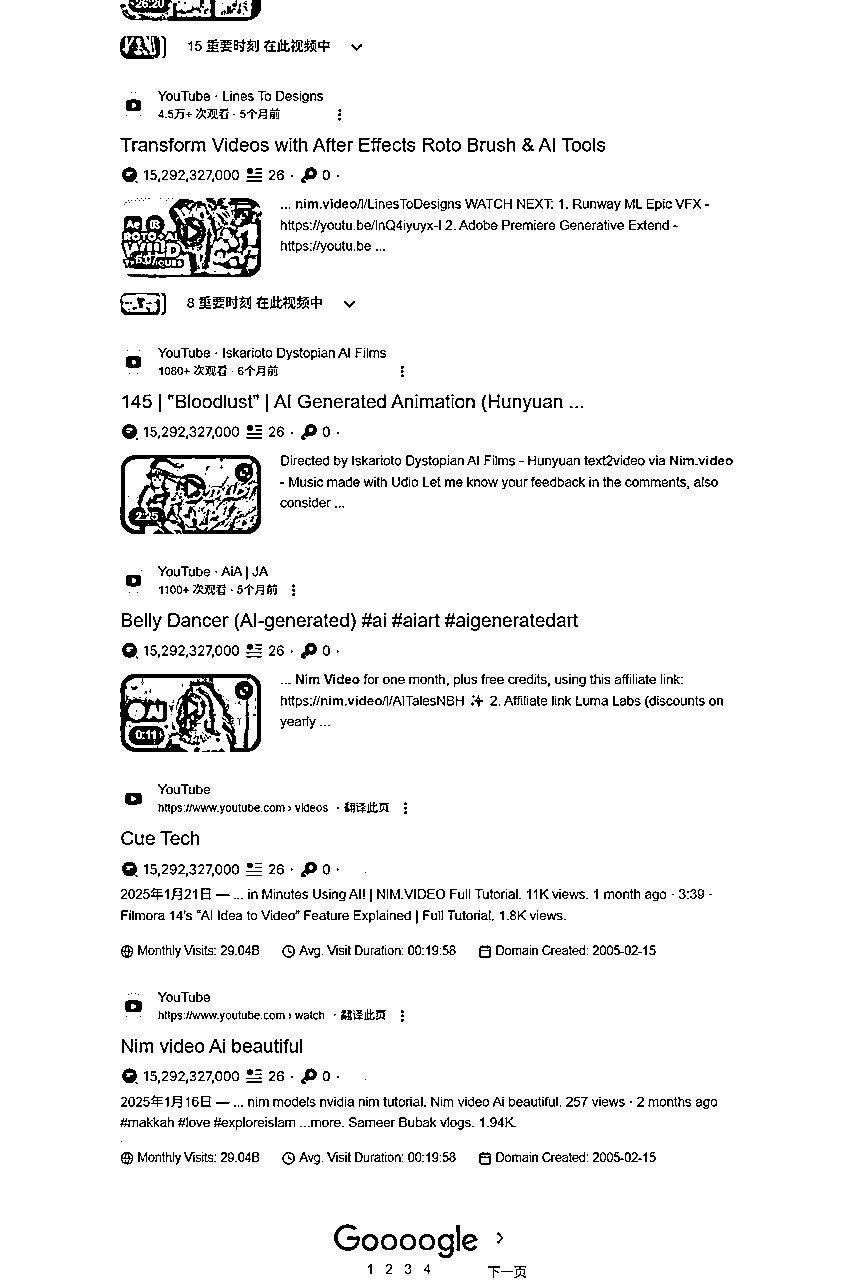 26:20
15 重要时刻 在此视频中
YouTube · Lines To Designs
4.5万+ 次观看 · 5个月前
Transform Videos with After Effects Roto Brush & AI Tools
15,292,327,000 26 · 0 ·
... nim.video/l/LinesToDesigns WATCH NEXT: 1. Runway ML Epic VFX -
https://youtu.be/lnQ4iyuyx-I 2. Adobe Premiere Generative Extend -
https://youtu.be ...
Ae
ROTO+AI
WILD
8 重要时刻 在此视频中
YouTube · Iskarioto Dystopian AI Films
1080+ 次观看 · 6个月前
145 | "Bloodlust" | AI Generated Animation (Hunyuan ...
15,292,327,000 26 · 0 ·
Directed by Iskarioto Dystopian AI Films - Hunyuan text2video via Nim.video
- Music made with Udio Let me know your feedback in the comments, also
consider ...
2:25
YouTube · AiA | JA
1100+ 次观看 · 5个月前
Belly Dancer (AI-generated) #ai #aiart #aigeneratedart
15,292,327,000 26 · 0 ·
... Nim Video for one month, plus free credits, using this affiliate link:
https://nim.video/l/AITalesNBH ✨ 2. Affiliate link Luma Labs (discounts on
yearly ...
AI
0:11
YouTube
https://www.youtube.com › videos · 翻译此页
Cue Tech
15,292,327,000 26 · 0 ·
2025年1月21日 — ... in Minutes Using AI! | NIM.VIDEO Full Tutorial. 11K views. 1 month ago · 3:39 ·
Filmora 14's "AI Idea to Video" Feature Explained | Full Tutorial. 1.8K views.
Monthly Visits: 29.04B Avg. Visit Duration: 00:19:58 Domain Created: 2005-02-15
YouTube
https://www.youtube.com › watch · 翻译此页
Nim video Ai beautiful
15,292,327,000 26 · 0 ·
2025年1月16日 — ... nim models nvidia nim tutorial. Nim video Ai beautiful. 257 views · 2 months ago
#makkah #love #exploreislam ...more. Sameer Bubak vlogs. 1.94K.
Monthly Visits: 29.04B Avg. Visit Duration: 00:19:58 Domain Created: 2005-02-15
Goooogle >
1 2 3 4 下一页